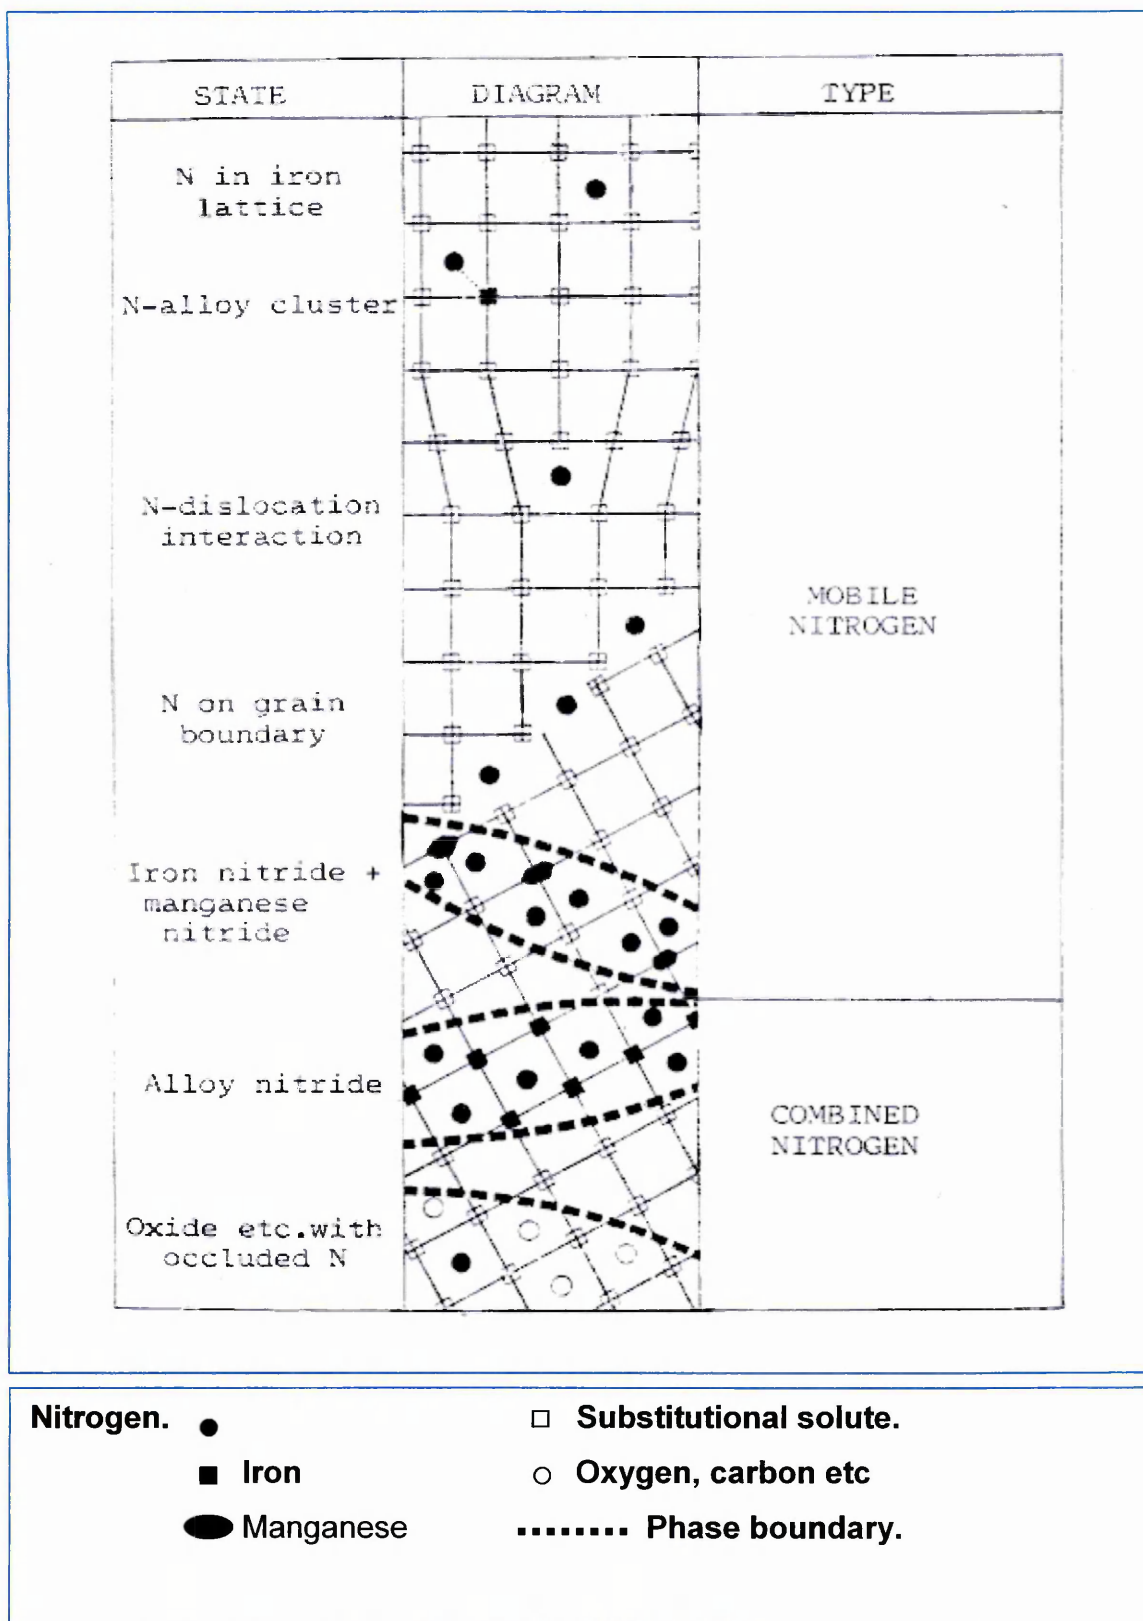 STATE DIAGRAM TYPE
N in iron
lattice
N-alloy cluster
N-dislocation
interaction
MOBILE
NITROGEN
N on grain
boundary
Iron nitride +
manganese
nitride
Alloy nitride
COMBINED
NITROGEN
Oxide etc.with
occluded N
Nitrogen.
Substitutional solute.
Iron
Oxygen, carbon etc
Manganese
Phase boundary.